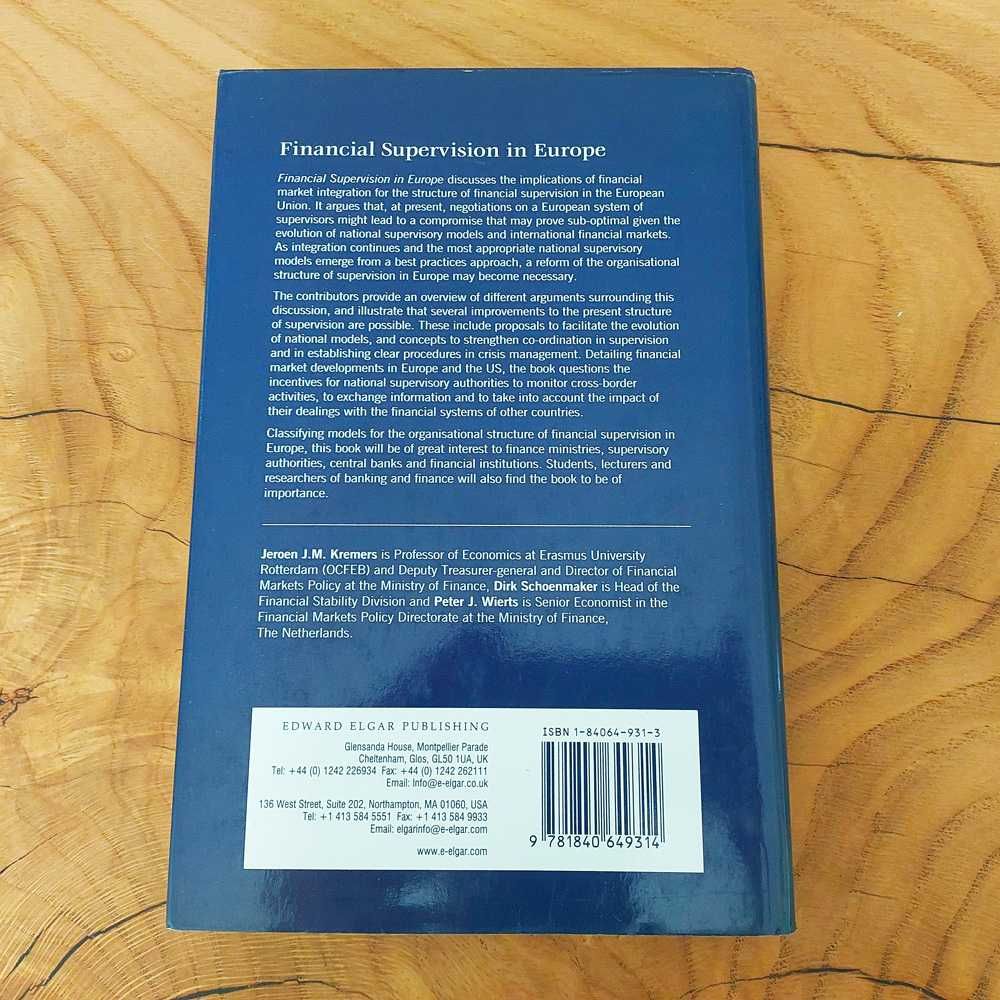 Financial Supervision in Europe
Financial Supervision in Europe discusses the implications of financial
market integration for the structure of financial supervision in the European
Union. It argues that, at present, negotiations on a European system of
supervisors might lead to a compromise that may prove sub-optimal given the
evolution of national supervisory models and international financial markets.
As integration continues and the most appropriate national supervisory
models emerge from a best practices approach, a reform of the organisational
structure of supervision in Europe may become necessary.
The contributors provide an overview of different arguments surrounding this
discussion, and illustrate that several improvements to the present structure
of supervision are possible. These include proposals to facilitate the evolution
of national models, and concepts to strengthen co-ordination in supervision
and in establishing clear procedures in crisis management. Detailing financial
market developments in Europe and the US, the book questions the
incentives for national supervisory authorities to monitor cross-border
activities, to exchange information and to take into account the impact of
their dealings with the financial systems of other countries.
Classifying models for the organisational structure of financial supervision in
Europe, this book will be of great interest to finance ministries, supervisory
authorities, central banks and financial institutions. Students, lecturers and
researchers of banking and finance will also find the book to be of
importance.
Jeroen J.M. Kremers is Professor of Economics at Erasmus University
Rotterdam (OCFEB) and Deputy Treasurer-general and Director of Financial
Markets Policy at the Ministry of Finance, Dirk Schoenmaker is Head of the
Financial Stability Division and Peter J. Wierts is Senior Economist in the
Financial Markets Policy Directorate at the Ministry of Finance,
The Netherlands.
EDWARD ELGAR PUBLISHING
Glensanda House, Montpellier Parade
Cheltenham, Glos, GL50 1UA, UK
Tel: +44 (0) 1242 226934 Fax: +44 (0) 1242 262111
Email: Info@e-elgar.co.uk
136 West Street, Suite 202, Northampton, MA 01060, USA
Tel: +1 413 584 5551 Fax: +1 413 584 9933
Email: elgarinfo@e-elgar.com
www.e-elgar.com
ISBN 1-84064-931-3
9 781840 649314